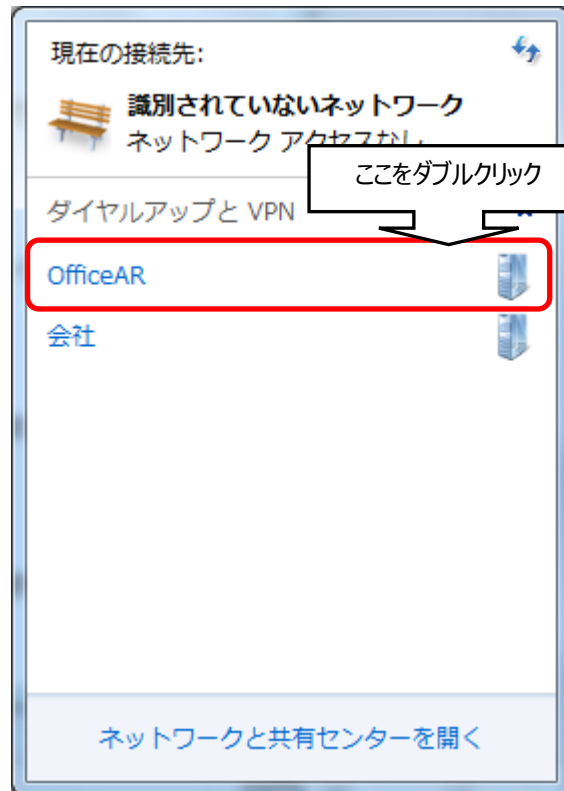 現在の接続先:
識別されていないネットワーク
ネットワーク アクセスなし
ここをダブルクリック
ダイヤルアップと VPN
OfficeAR
会社
ネットワークと共有センターを開く